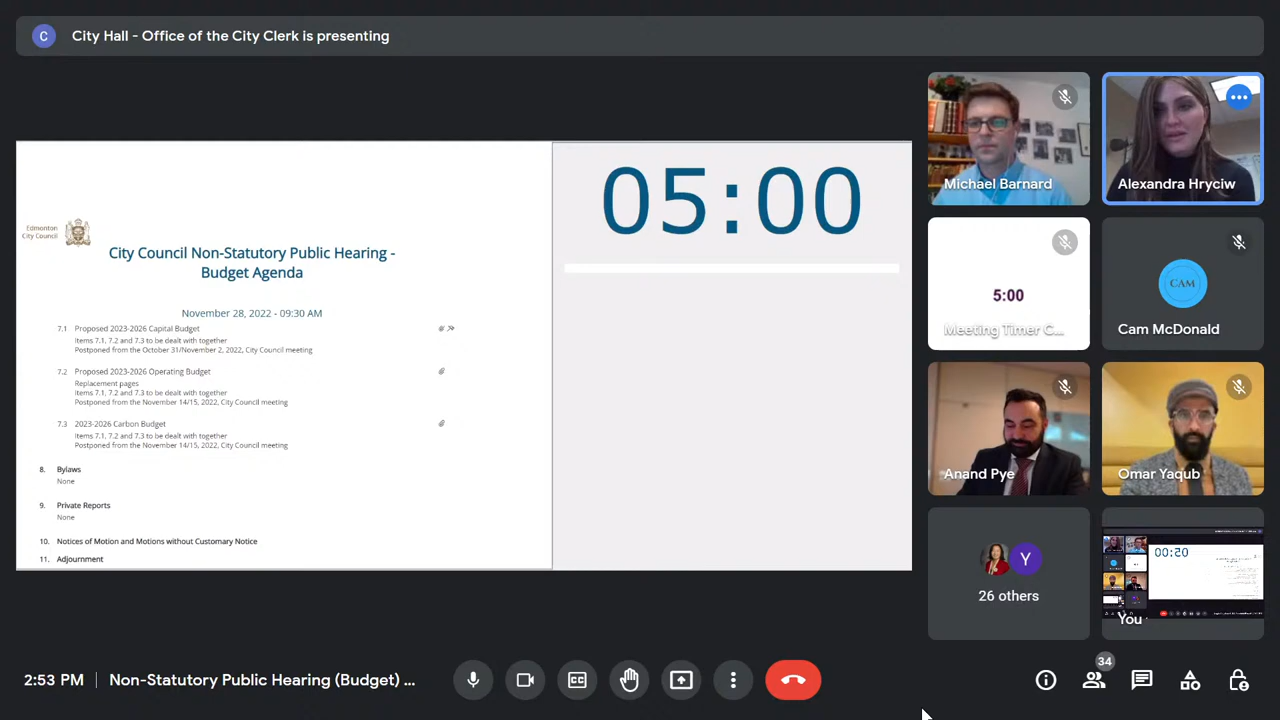 C
City Hall - Office of the City Clerk is presenting
Edmonton
City Council
City Council Non-Statutory Public Hearing -
Budget Agenda
November 28, 2022 - 09:30 AM
7.1 Proposed 2023-2026 Capital Budget
Items 7.1, 7.2 and 7.3 to be dealt with together
Postponed from the October 31/November 2, 2022, City Council meeting
7.2 Proposed 2023-2026 Operating Budget
Replacement pages
Items 7.1, 7.2 and 7.3 to be dealt with together
Postponed from the November 14/15, 2022, City Council meeting
7.3 2023-2026 Carbon Budget
Items 7.1, 7.2 and 7.3 to be dealt with together
Postponed from the November 14/15, 2022, City Council meeting
8. Bylaws
None
9. Private Reports
None
10. Notices of Motion and Motions without Customary Notice
11. Adjournment
05:00
Michael Barnard
Alexandra Hryciw
5:00
Meeting Timer C...
CAM
Cam McDonald
Anand Pye
Omar Yaqub
Y
26 others
00:50
You
2:53 PM | Non-Statutory Public Hearing (Budget) ...
CC
34